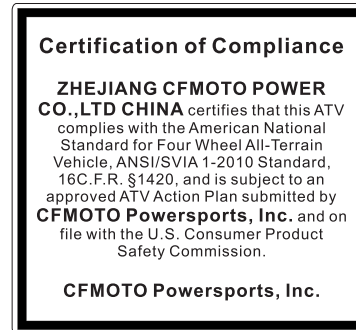 Certification of Compliance
ZHEJIANG CFMOTO POWER
CO.,LTD CHINA certifies that this ATV
complies with the American National
Standard for Four Wheel All-Terrain
Vehicle, ANSI/SVIA 1-2010 Standard,
16C.F.R. §1420, and is subject to an
approved ATV Action Plan submitted by
CFMOTO Powersports, Inc. and on
file with the U.S. Consumer Product
Safety Commission.
CFMOTO Powersports, Inc.